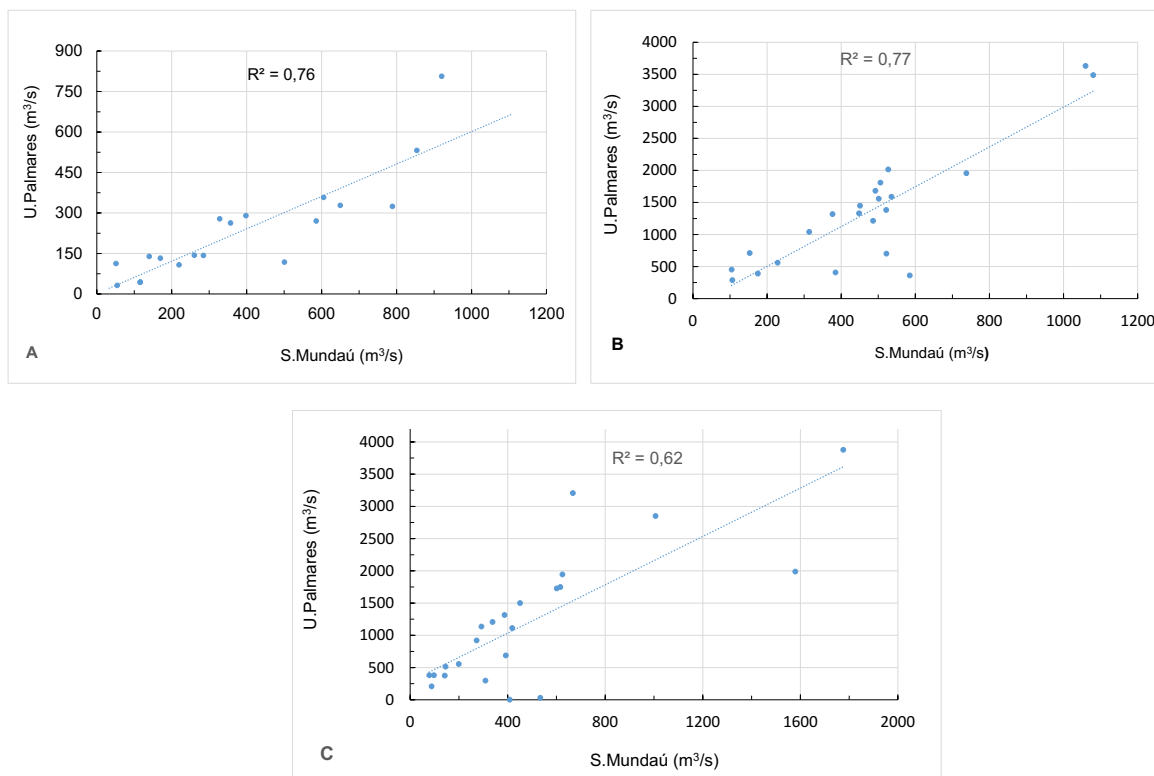 900
750
600
450
300
150
0
U.Palmares (m³/s)
R² = 0,76
0 200 400 600 800 1000 1200
S.Mundaú (m³/s)
A
4000
3500
3000
2500
2000
1500
1000
500
0
U.Palmares (m³/s)
R² = 0,77
0 200 400 600 800 1000 1200
S.Mundaú (m³/s)
B
4000
3500
3000
2500
2000
1500
1000
500
0
U.Palmares (m³/s)
R² = 0,62
0 400 800 1200 1600 2000
S.Mundaú (m³/s)
C